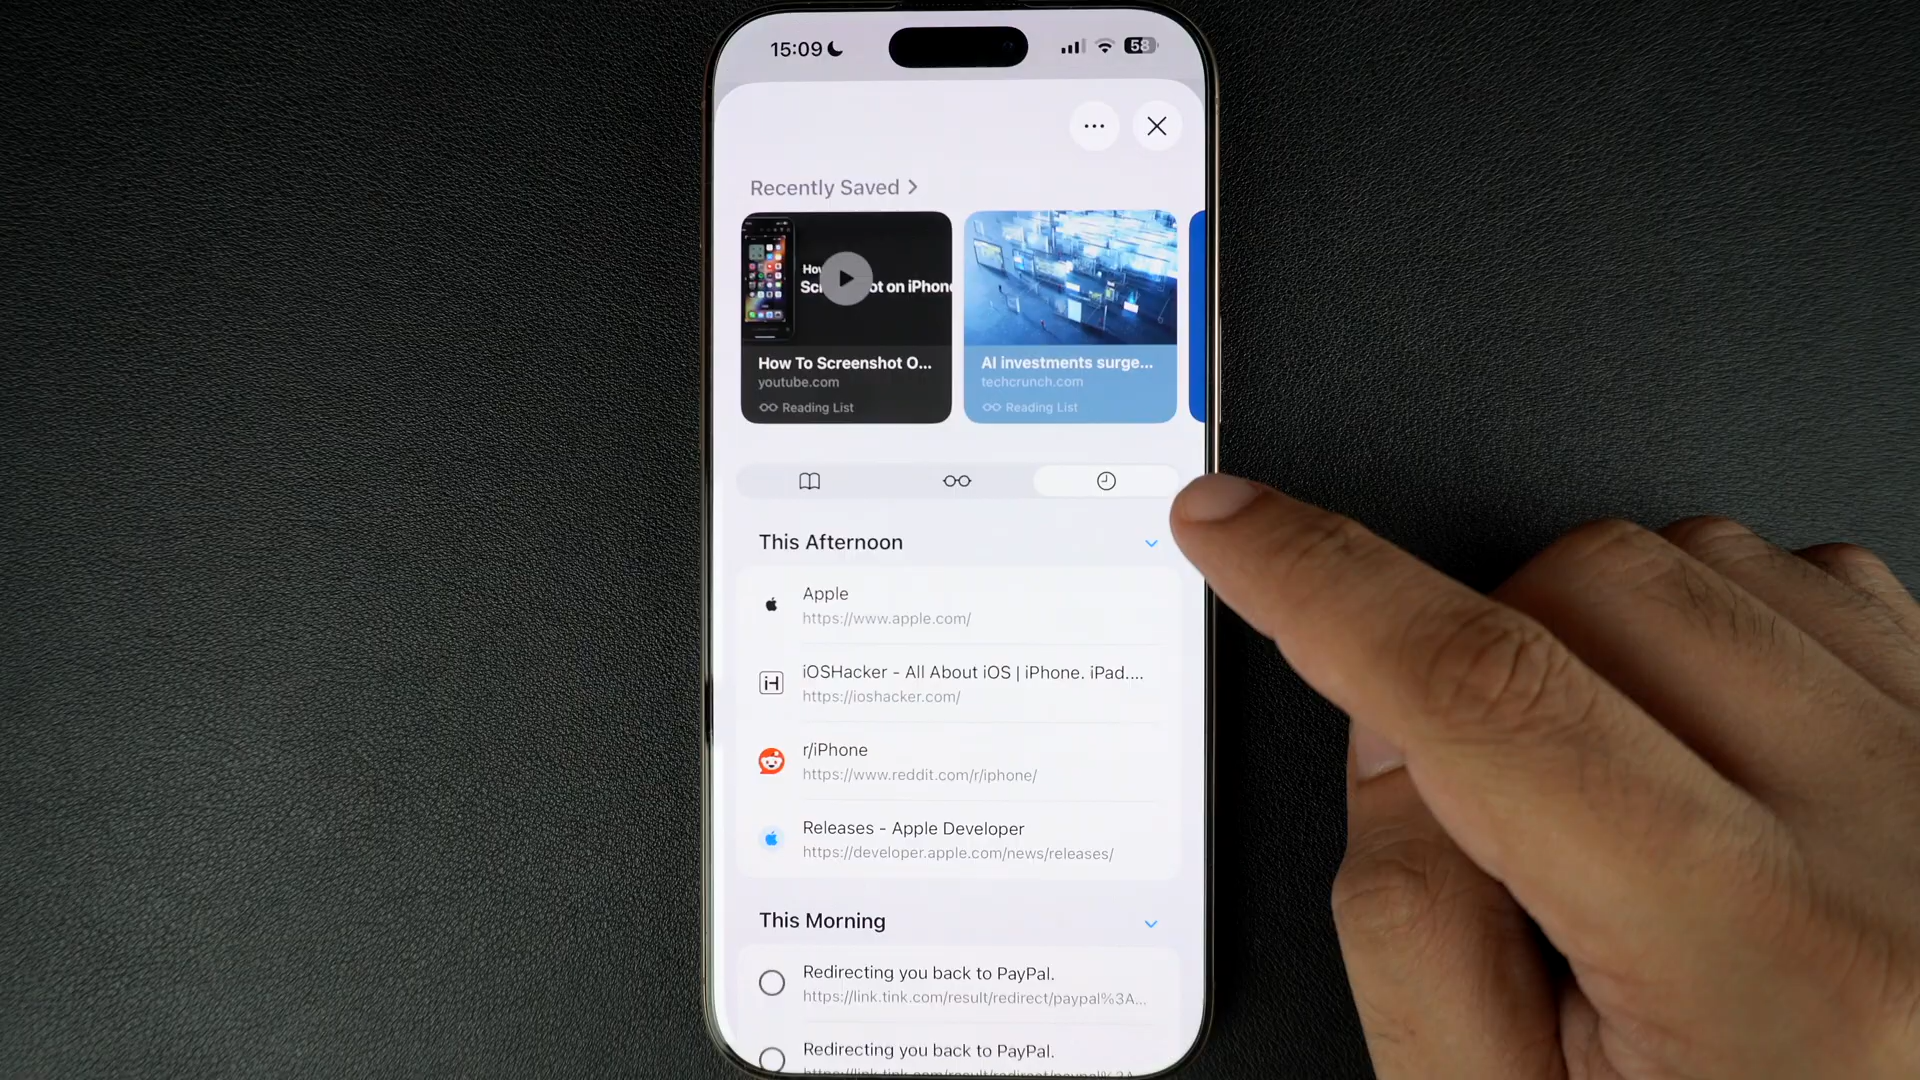 15:09
58
Recently Saved
on iPhone
How To Screenshot O...
youtube.com
Reading List
AI investments surge...
techcrunch.com
Reading List
This Afternoon
Apple
https://www.apple.com/
iOSHacker - All About iOS | iPhone. iPad....
https://ioshacker.com/
r/iPhone
https://www.reddit.com/r/iphone/
Releases - Apple Developer
https://developer.apple.com/news/releases/
This Morning
Redirecting you back to PayPal.
https://link.tink.com/result/redirect/paypal%3A...
Redirecting you back to PayPal.